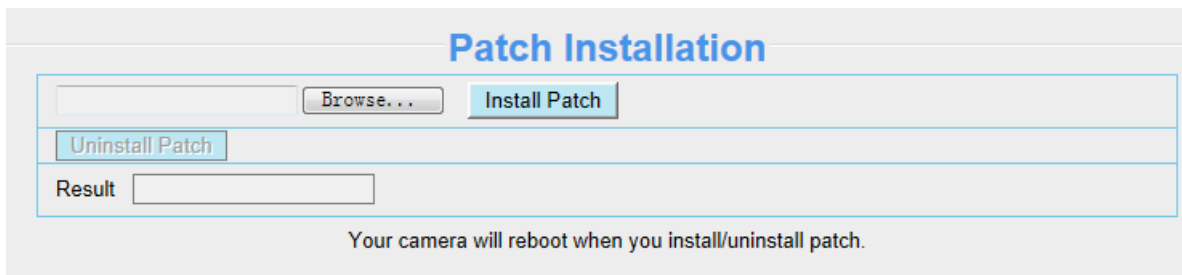 Patch Installation
Browse... Install Patch
Uninstall Patch
Result
Your camera will reboot when you install/uninstall patch.